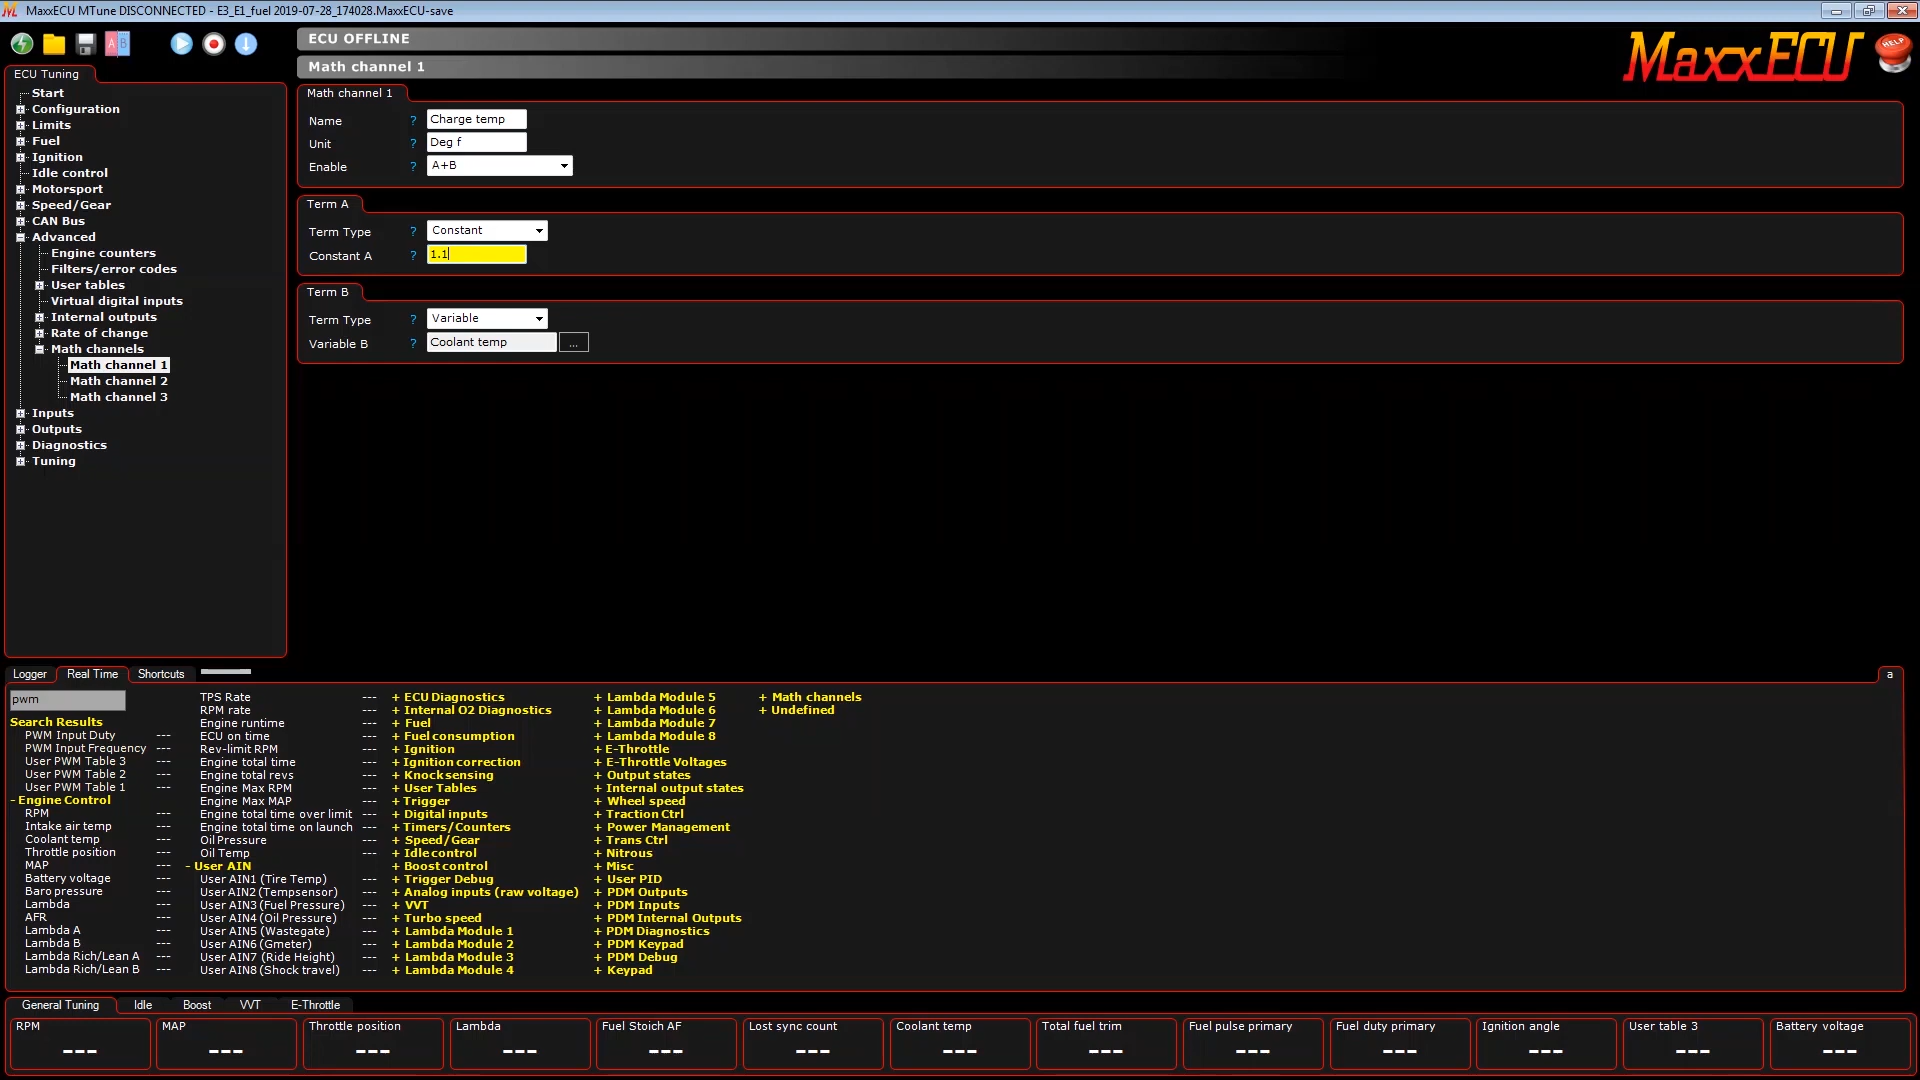 MaxxECU MTune DISCONNECTED - E3_E1_fuel 2019-07-28_174028.MaxxECU-save
A B
ECU OFFLINE
Math channel 1
MaxxECU
HELP
ECU Tuning
Start
Configuration
Limits
Fuel
Ignition
Idle control
Motorsport
Speed/Gear
CAN Bus
Advanced
Engine counters
Filters/error codes
User tables
Virtual digital inputs
Internal outputs
Rate of change
Math channels
Math channel 1
Math channel 2
Math channel 3
Inputs
Outputs
Diagnostics
Tuning
Math channel 1
Name ? Charge temp
Unit ? Deg f
Enable ? A+B
Term A
Term Type ? Constant
Constant A ? 1.1
Term B
Term Type ? Variable
Variable B ? Coolant temp ...
Logger Real Time Shortcuts
a
pwm
Search Results
PWM Input Duty ---
PWM Input Frequency ---
User PWM Table 3 ---
User PWM Table 2 ---
User PWM Table 1 ---
- Engine Control
RPM ---
Intake air temp ---
Coolant temp ---
Throttle position ---
MAP ---
Battery voltage ---
Baro pressure ---
Lambda ---
AFR ---
Lambda A ---
Lambda B ---
Lambda Rich/Lean A ---
Lambda Rich/Lean B ---
TPS Rate ---
RPM rate ---
Engine runtime ---
ECU on time ---
Rev-limit RPM ---
Engine total time ---
Engine total revs ---
Engine Max RPM ---
Engine Max MAP ---
Engine total time over limit ---
Engine total time on launch ---
Oil Pressure ---
Oil Temp ---
- User AIN
User AIN1 (Tire Temp) ---
User AIN2 (Tempsensor) ---
User AIN3 (Fuel Pressure) ---
User AIN4 (Oil Pressure) ---
User AIN5 (Wastegate) ---
User AIN6 (Gmeter) ---
User AIN7 (Ride Height) ---
User AIN8 (Shock travel) ---
+ ECU Diagnostics
+ Internal O2 Diagnostics
+ Fuel
+ Fuel consumption
+ Ignition
+ Ignition correction
+ Knock sensing
+ User Tables
+ Trigger
+ Digital inputs
+ Timers/Counters
+ Speed/Gear
+ Idle control
+ Boost control
+ Trigger Debug
+ Analog inputs (raw voltage)
+ VVT
+ Turbo speed
+ Lambda Module 1
+ Lambda Module 2
+ Lambda Module 3
+ Lambda Module 4
+ Lambda Module 5
+ Lambda Module 6
+ Lambda Module 7
+ Lambda Module 8
+ E-Throttle
+ E-Throttle Voltages
+ Output states
+ Internal output states
+ Wheel speed
+ Traction Ctrl
+ Power Management
+ Trans Ctrl
+ Nitrous
+ Misc
+ User PID
+ PDM Outputs
+ PDM Inputs
+ PDM Internal Outputs
+ PDM Diagnostics
+ PDM Keypad
+ PDM Debug
+ Keypad
+ Math channels
+ Undefined
General Tuning Idle Boost VVT E-Throttle
RPM MAP Throttle position Lambda Fuel Stoich AF Lost sync count Coolant temp Total fuel trim Fuel pulse primary Fuel duty primary Ignition angle User table 3 Battery voltage
--- --- --- --- --- --- --- --- --- --- --- --- ---